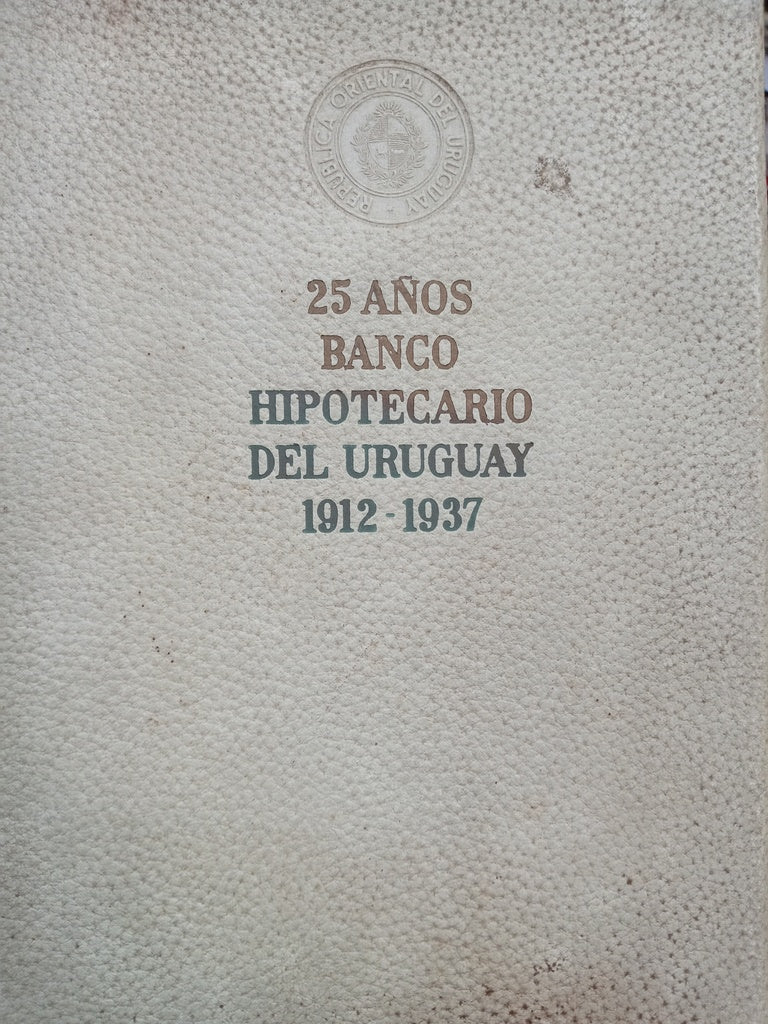 REPUBLICA ORIENTAL DEL URUGUAY
25 AÑOS
BANCO
HIPOTECARIO
DEL URUGUAY
1912 - 1937